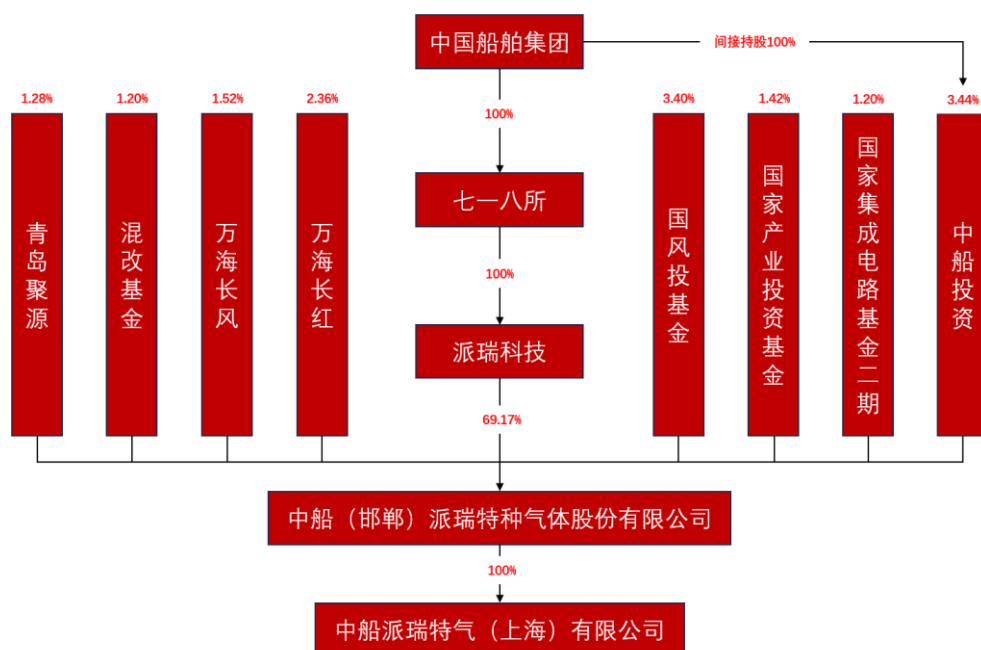 中国船舶集团
间接持股100%
1.28%
1.20%
1.52%
2.36%
100%
3.40%
1.42%
1.20%
3.44%
七一八所
青岛聚源
混改基金
万海长风
万海长红
国风投基金
国家产业投资基金
国家集成电路基金二期
中船投资
100%
派瑞科技
69.17%
中船（邯郸）派瑞特种气体股份有限公司
100%
中船派瑞特气（上海）有限公司